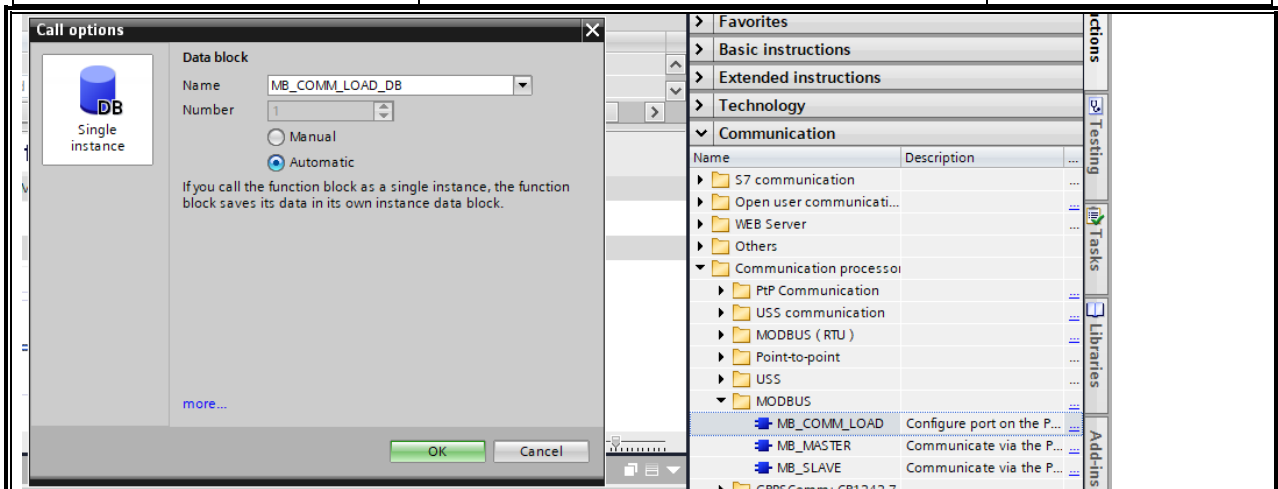 Call options
Data block
Name MB_COMM_LOAD_DB
Number 1
Manual
Automatic
DB
Single
instance
If you call the function block as a single instance, the function
block saves its data in its own instance data block.
more...
OK Cancel
Favorites
Basic instructions
Extended instructions
Technology
Communication
Name Description ...
S7 communication ...
Open user communicati... ...
WEB Server ...
Others
Communication processor
PtP Communication ...
USS communication ...
MODBUS (RTU) ...
Point-to-point ...
USS ...
MODBUS ...
MB_COMM_LOAD Configure port on the P... ...
MB_MASTER Communicate via the P... ...
MB_SLAVE Communicate via the P... ...
Testing
Tasks
Libraries
Add-ins